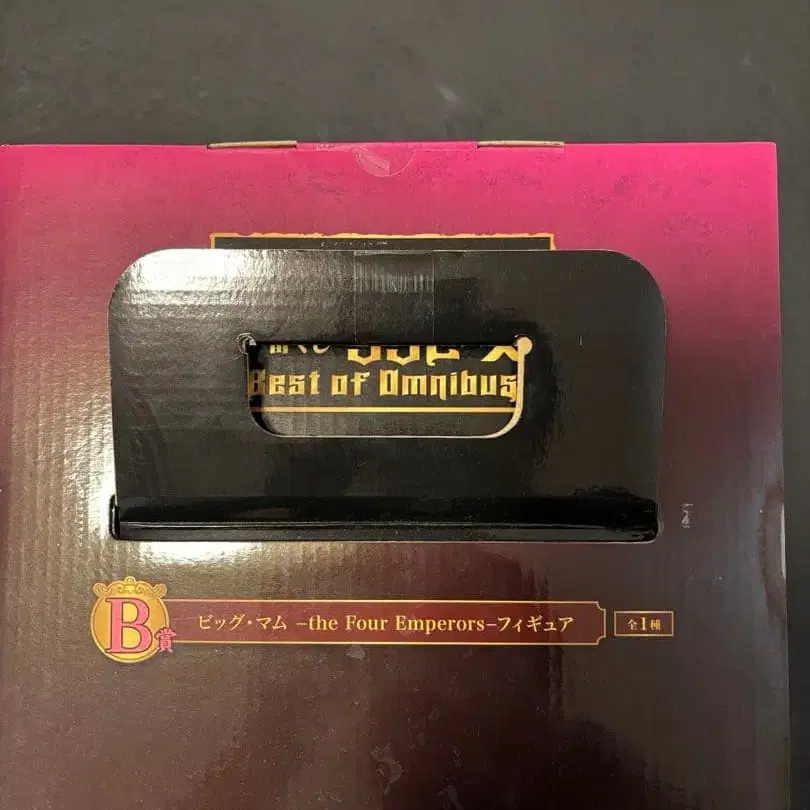 Best of Omnibus
B賞
ビッグ・マム –the Four Emperors–フィギュア
全1種